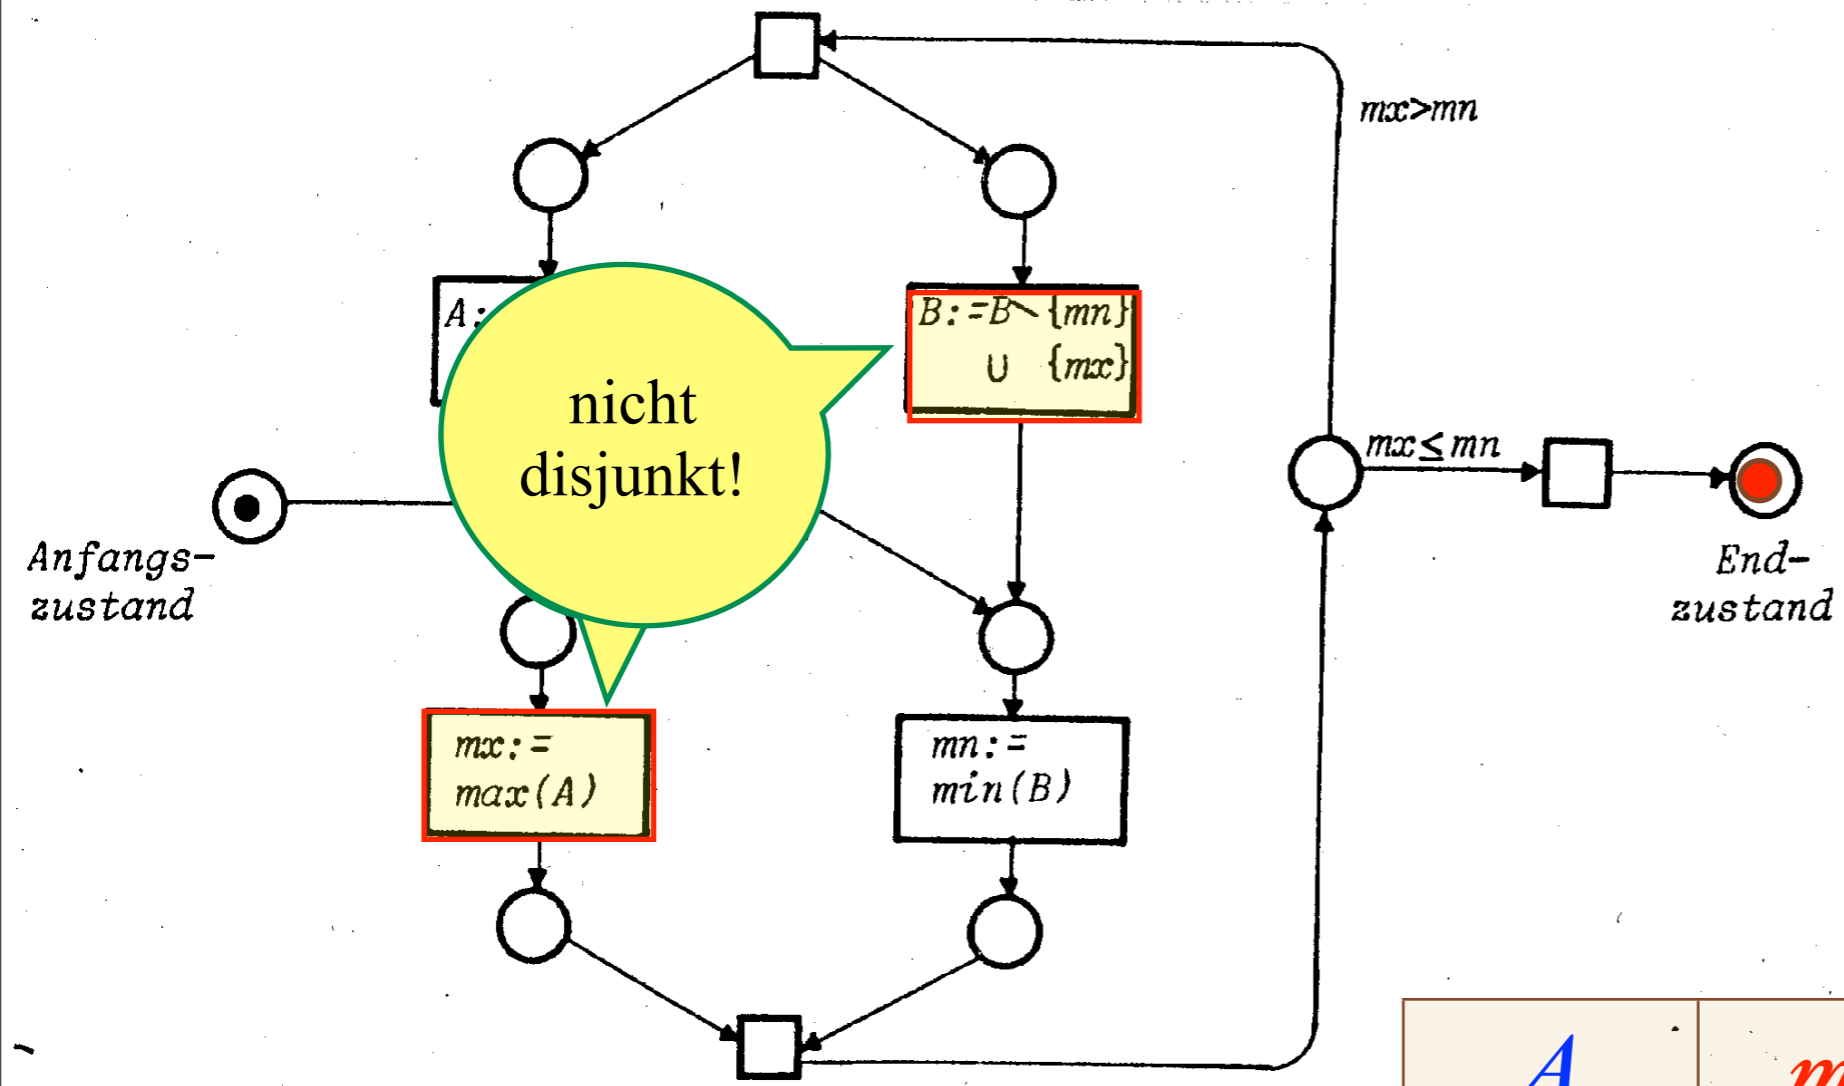 mx>mn
A:
B:=B∖{mn}
∪ {mx}
nicht
disjunkt!
mx≤mn
Anfangs-
zustand
End-
zustand
mx:=
max(A)
mn:=
min(B)
A